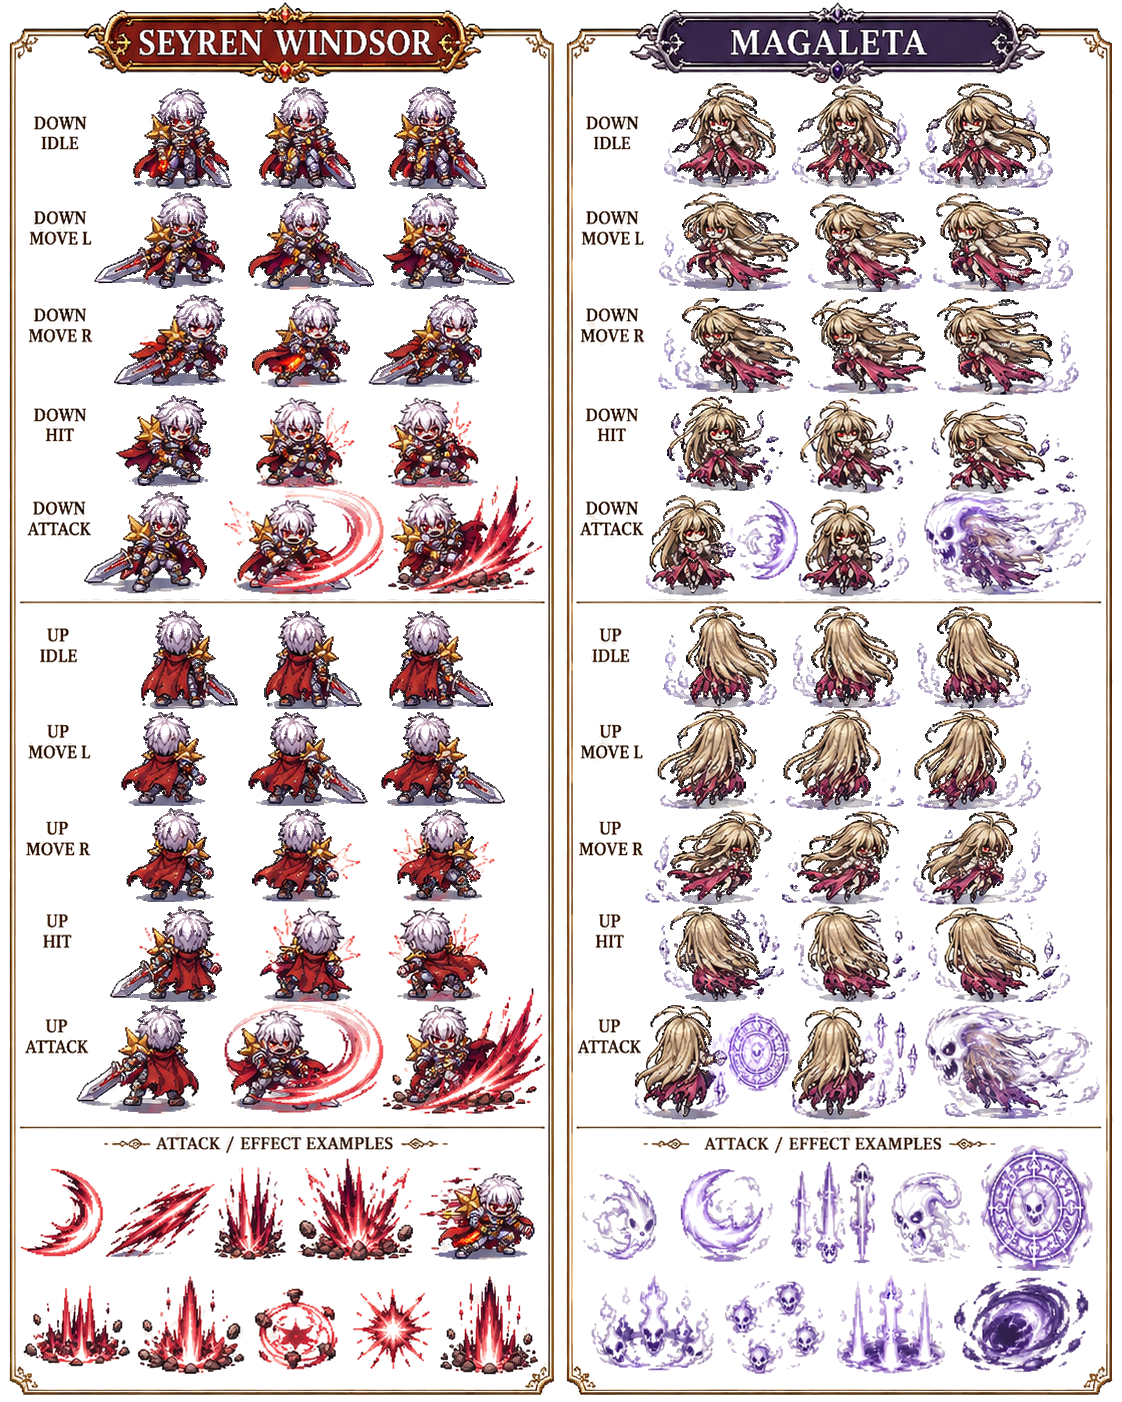 SEYREN WINDSOR
DOWN
IDLE
DOWN
MOVE L
DOWN
MOVE R
DOWN
HIT
DOWN
ATTACK
UP
IDLE
UP
MOVE L
UP
MOVE R
UP
HIT
UP
ATTACK
ATTACK / EFFECT EXAMPLES
MAGALETA
DOWN
IDLE
DOWN
MOVE L
DOWN
MOVE R
DOWN
HIT
DOWN
ATTACK
UP
IDLE
UP
MOVE L
UP
MOVE R
UP
HIT
UP
ATTACK
ATTACK / EFFECT EXAMPLES